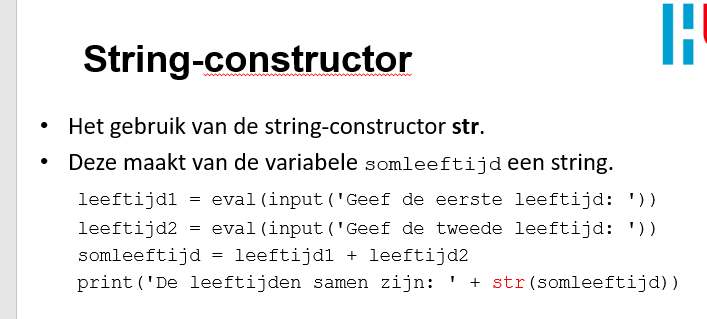 String-constructor
• Het gebruik van de string-constructor str.
• Deze maakt van de variabele somleeftijd een string.
leeftijd1 = eval(input('Geef de eerste leeftijd: '))
leeftijd2 = eval(input('Geef de tweede leeftijd: '))
somleeftijd = leeftijd1 + leeftijd2
print('De leeftijden samen zijn: ' + str(somleeftijd))